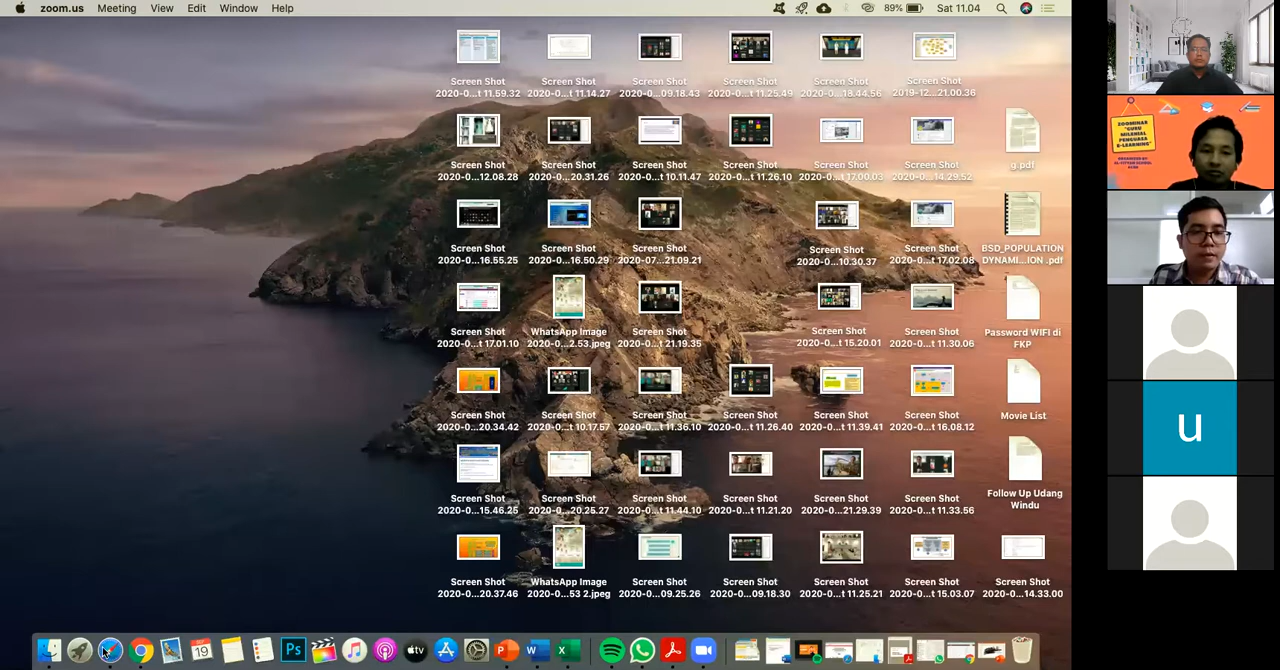 zoom.us Meeting View Edit Window Help
89% Sat 11.04
Screen Shot
2020-0...t 11.59.32
Screen Shot
2020-0...t 11.14.27
Screen Shot
2020-0...09.18.43
Screen Shot
2020-0...t 11.25.49
Screen Shot
2020-0...18.44.56
Screen Shot
2019-12...21.00.36
Screen Shot
2020-0...12.08.28
Screen Shot
2020-0...20.31.26
Screen Shot
2020-0...t 10.11.47
Screen Shot
2020-0...t 11.26.10
Screen Shot
2020-0...t 17.00.03
Screen Shot
2020-0...14.29.52
g.pdf
Screen Shot
2020-0...16.55.25
Screen Shot
2020-0...16.50.29
Screen Shot
2020-07...21.09.21
Screen Shot
2020-0...10.30.37
Screen Shot
2020-0...t 17.02.08
BSD_POPULATION
DYNAMI...ION .pdf
Screen Shot
2020-0...t 17.01.10
WhatsApp Image
2020-0...2.53.jpeg
Screen Shot
2020-0...t 21.19.35
Screen Shot
2020-0...t 15.20.01
Screen Shot
2020-0...t 11.30.06
Password WIFI di
FKP
Screen Shot
2020-0...20.34.42
Screen Shot
2020-0...t 10.17.57
Screen Shot
2020-0...t 11.36.10
Screen Shot
2020-0...t 11.26.40
Screen Shot
2020-0...t 11.39.41
Screen Shot
2020-0...t 16.08.12
Movie List
Screen Shot
2020-0...15.46.25
Screen Shot
2020-0...20.25.27
Screen Shot
2020-0...t 11.44.10
Screen Shot
2020-0...t 11.21.20
Screen Shot
2020-0...21.29.39
Screen Shot
2020-0...t 11.33.56
Follow Up Udang
Windu
Screen Shot
2020-0...20.37.46
WhatsApp Image
2020-0...53 2.jpeg
Screen Shot
2020-0...09.25.26
Screen Shot
2020-0...09.18.30
Screen Shot
2020-0...t 11.25.21
Screen Shot
2020-0...t 15.03.07
Screen Shot
2020-0...t 14.33.00
19
Ps
tv
P
W
X
ZOOMINAR
"GURU
MILENIAL
PENGUASA
E-LEARNING"
u